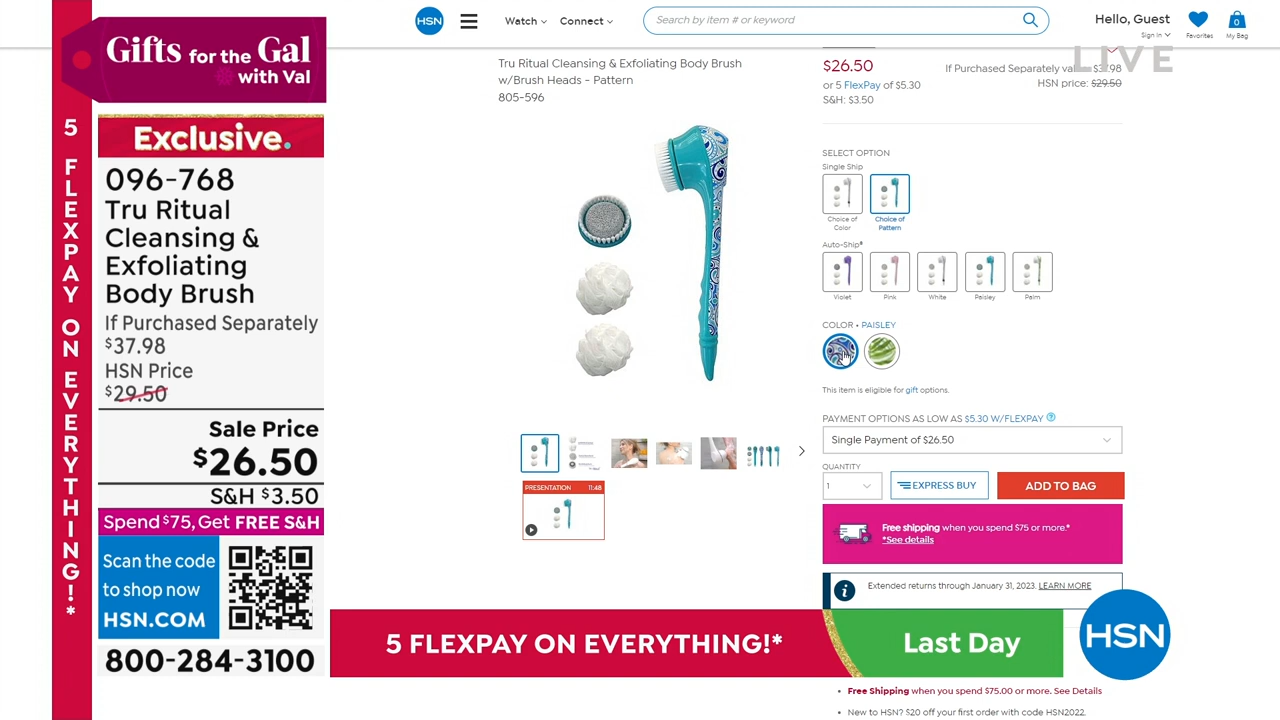 Gifts for the Gal
with Val
5 FLEXPAY ON EVERYTHING!*
Exclusive.
096-768
Tru Ritual
Cleansing &
Exfoliating
Body Brush
If Purchased Separately
$37.98
HSN Price
$29.50
Sale Price
$26.50
S&H $3.50
Spend $75, Get FREE S&H
Scan the code
to shop now
HSN.COM
800-284-3100
HSN
Watch
Connect
Search by item # or keyword
Hello, Guest
Sign in
Favorites
0
My Bag
LIVE
Tru Ritual Cleansing & Exfoliating Body Brush
w/Brush Heads - Pattern
805-596
$26.50
or 5 FlexPay of $5.30
S&H: $3.50
If Purchased Separately
HSN price: $29.50
SELECT OPTION
Single Ship
Choice of
Color
Choice of
Pattern
Auto-Ship®
Violet
Pink
White
Paisley
Palm
COLOR • PAISLEY
This item is eligible for gift options.
PAYMENT OPTIONS AS LOW AS $5.30 W/FLEXPAY
Single Payment of $26.50
QUANTITY
1
EXPRESS BUY
ADD TO BAG
PRESENTATION 11:48
Free shipping when you spend $75 or more.*
*See details
Extended returns through January 31, 2023. LEARN MORE
5 FLEXPAY ON EVERYTHING!*
Last Day
HSN
• Free Shipping when you spend $75.00 or more. See Details
• New to HSN? $20 off your first order with code HSN2022.